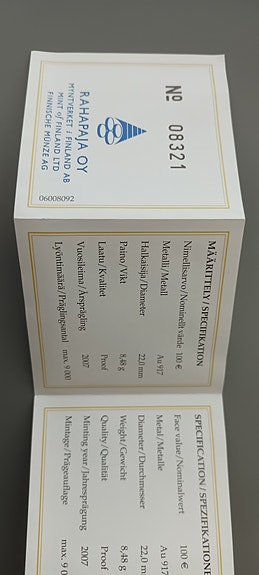 Nº 08321
RAHAPAJA OY
MYNTVERKET i FINLAND AB
MINT of FINLAND LTD
FINNISCHE MÜNZE AG
06008092
MÄÄRITTELY/SPECIFIKATION
Nimellisarvo/Nominellt värde 100 €
Metalli/Metall Au 917
Halkaisija/Diameter 22,0 mm
Paino/Vikt 8,48 g
Laatu/Kvalitet Proof
Vuosileima/Årsprägling 2007
Lyöntimäärä/Präglingsantal max. 9 000
SPECIFICATION/SPEZIFIKATIONE
Face value/Nominalwert 100 €
Metal/Metalle Au 917
Diameter/Durchmesser 22,0 m
Weight/Gewicht 8,48 g
Quality/Qualität Proof
Minting year/Jahresprägung 2007
Mintage/Prägeauflage max. 9 0